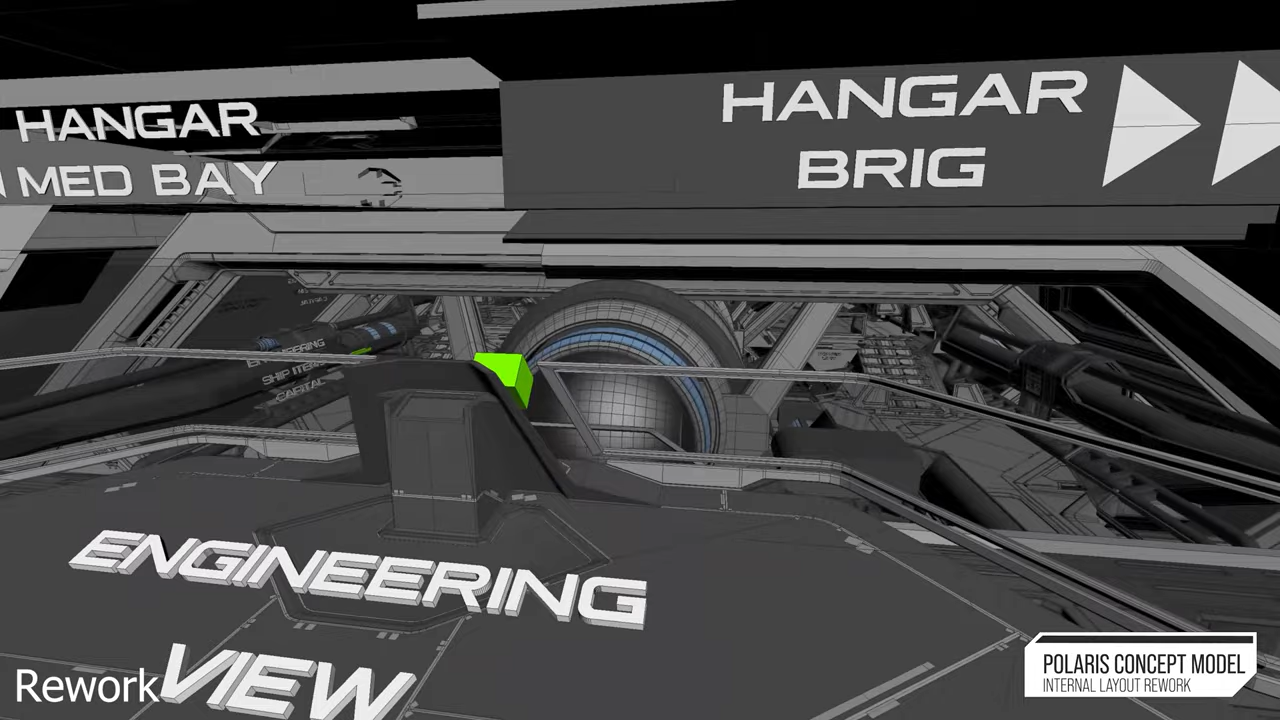 HANGAR
MED BAY
HANGAR
BRIG
ENGINEERING
SHIP ITEMS
CAPITAL
ENGINEERING
VIEW
Rework
POLARIS CONCEPT MODEL
INTERNAL LAYOUT REWORK